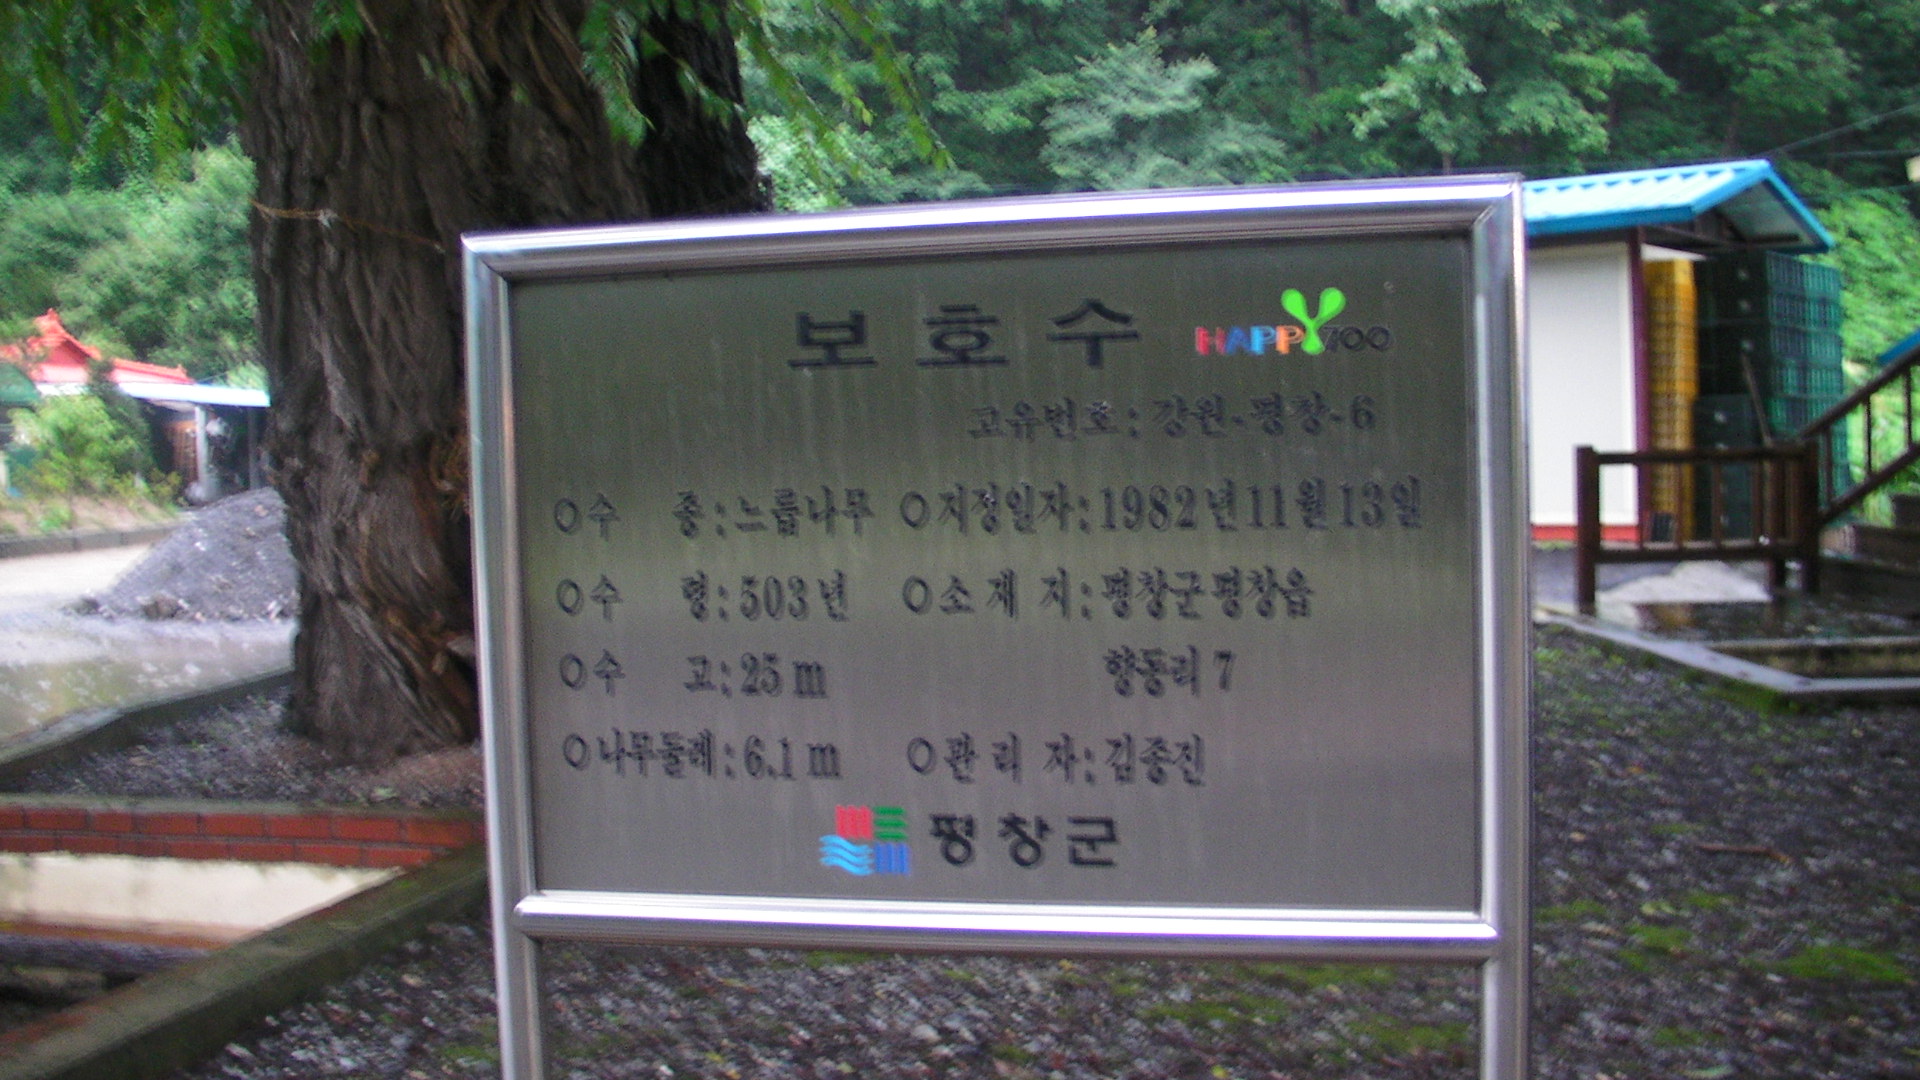 보호수 HAPPY700
고유번호 : 강원-평창-6
○수 종 : 느릅나무 ○지정일자 : 1982년 11월 13일
○수 령 : 503년 ○소 재 지 : 평창군 평창읍
○수 고 : 25 m 향동리 7
○나무둘레 : 6.1 m ○관 리 자 : 김종진
평창군